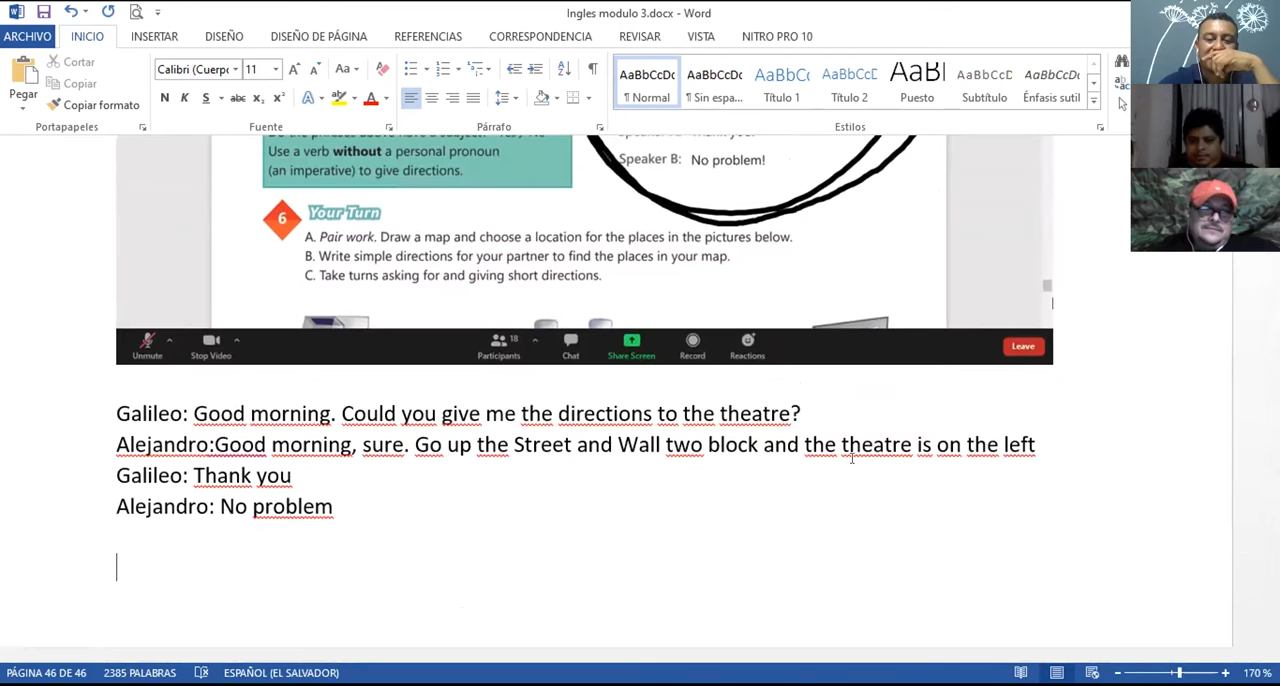 Ingles modulo 3.docx - Word
ARCHIVO INICIO INSERTAR DISEÑO DISEÑO DE PÁGINA REFERENCIAS CORRESPONDENCIA REVISAR VISTA NITRO PRO 10
Pegar
Cortar
Copiar
Copiar formato
Portapapeles
Calibri (Cuerpo 11
Fuente
Párrafo
AaBbCcDc AaBbCcDc AaBbCc AaBbCcD AaBl AaBbCcD AaBbCcDc
¶ Normal ¶ Sin espa... Título 1 Título 2 Puesto Subtítulo Énfasis sutil
Estilos
Use a verb without a personal pronoun
(an imperative) to give directions.
Speaker B: No problem!
6 Your Turn
A. Pair work. Draw a map and choose a location for the places in the pictures below.
B. Write simple directions for your partner to find the places in your map.
C. Take turns asking for and giving short directions.
Unmute Stop Video Participants 18 Chat Share Screen Record Reactions Leave
Galileo: Good morning. Could you give me the directions to the theatre?
Alejandro:Good morning, sure. Go up the Street and Wall two block and the theatre is on the left
Galileo: Thank you
Alejandro: No problem
PÁGINA 46 DE 46 2385 PALABRAS ESPAÑOL (EL SALVADOR) 170 %